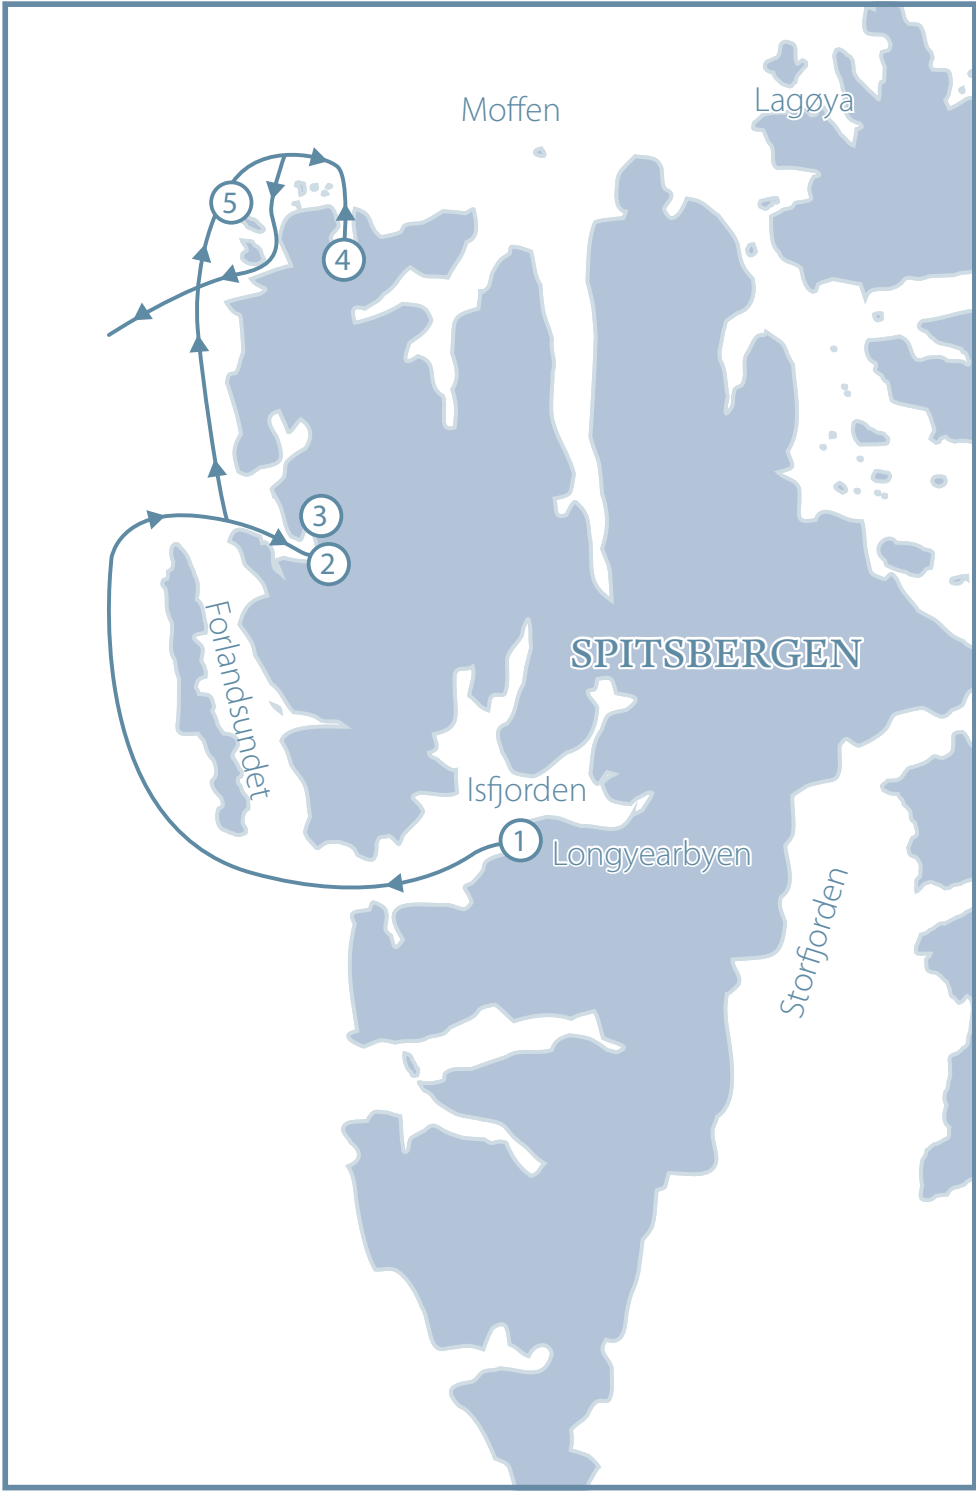 Moffen
Lagøya
5
4
3
2
SPITSBERGEN
Forlandsundet
Isfjorden
1
Longyearbyen
Storfjorden